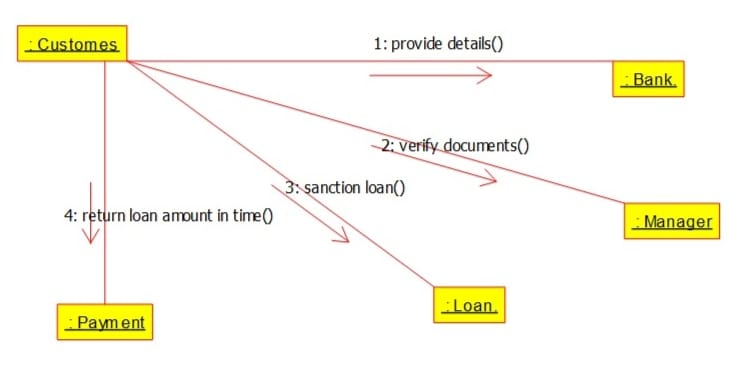 : Customes
1: provide details()
: Bank.
2: verify documents()
3: sanction loan()
4: return loan amount in time()
: Manager
: Loan.
: Payment